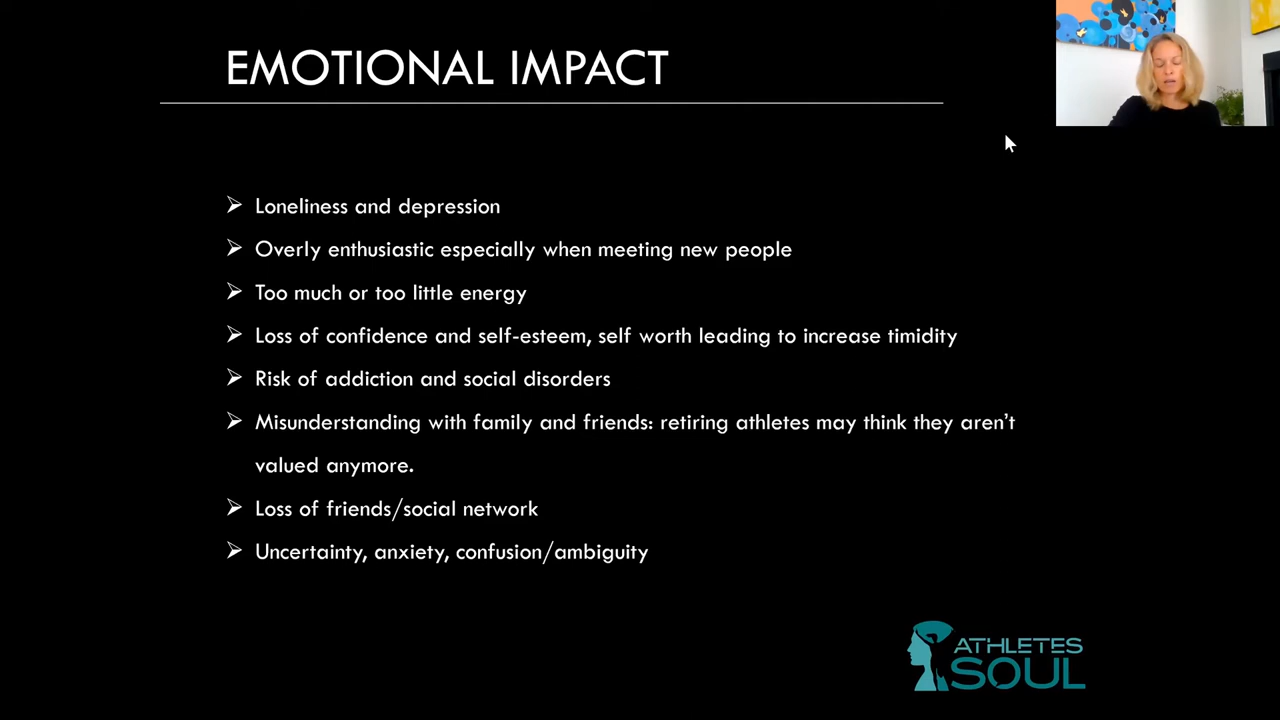 EMOTIONAL IMPACT
➢ Loneliness and depression
➢ Overly enthusiastic especially when meeting new people
➢ Too much or too little energy
➢ Loss of confidence and self-esteem, self worth leading to increase timidity
➢ Risk of addiction and social disorders
➢ Misunderstanding with family and friends: retiring athletes may think they aren’t
valued anymore.
➢ Loss of friends/social network
➢ Uncertainty, anxiety, confusion/ambiguity
ATHLETES
SOUL